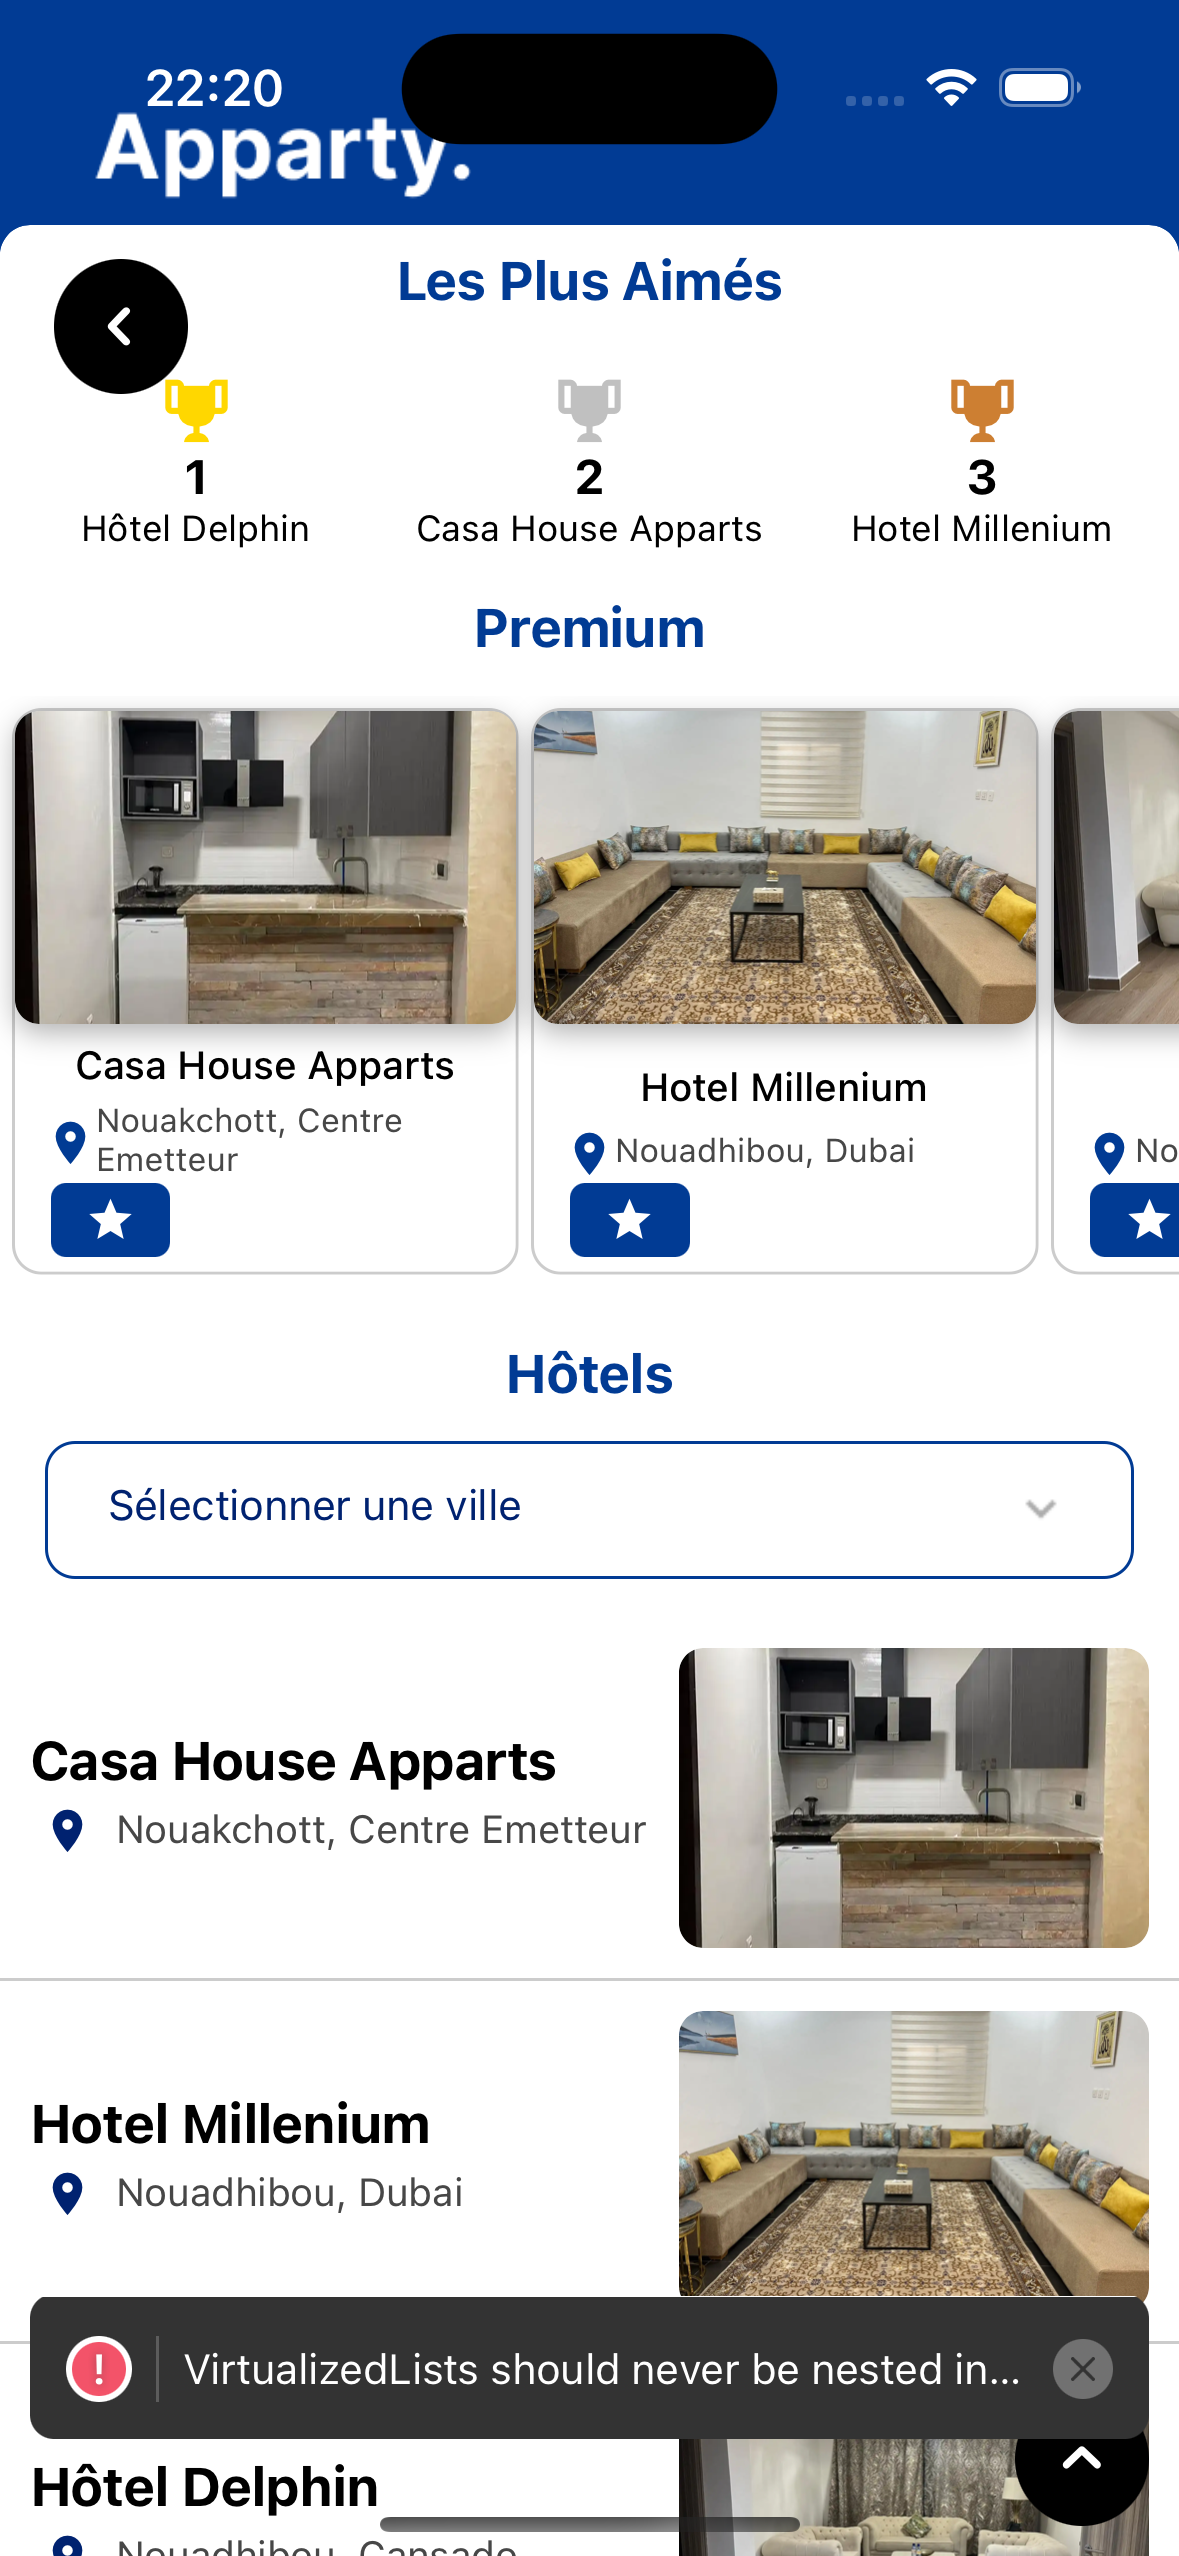 22:20
Apparty.
Les Plus Aimés
1
2
3
Hôtel Delphin
Casa House Apparts
Hotel Millenium
Premium
Casa House Apparts
Nouakchott, Centre
Emetteur
Hotel Millenium
Nouadhibou, Dubai
No
Hôtels
Sélectionner une ville
Casa House Apparts
Nouakchott, Centre Emetteur
Hotel Millenium
Nouadhibou, Dubai
VirtualizedLists should never be nested in...
Hôtel Delphin
Nouadhibou, Cansado